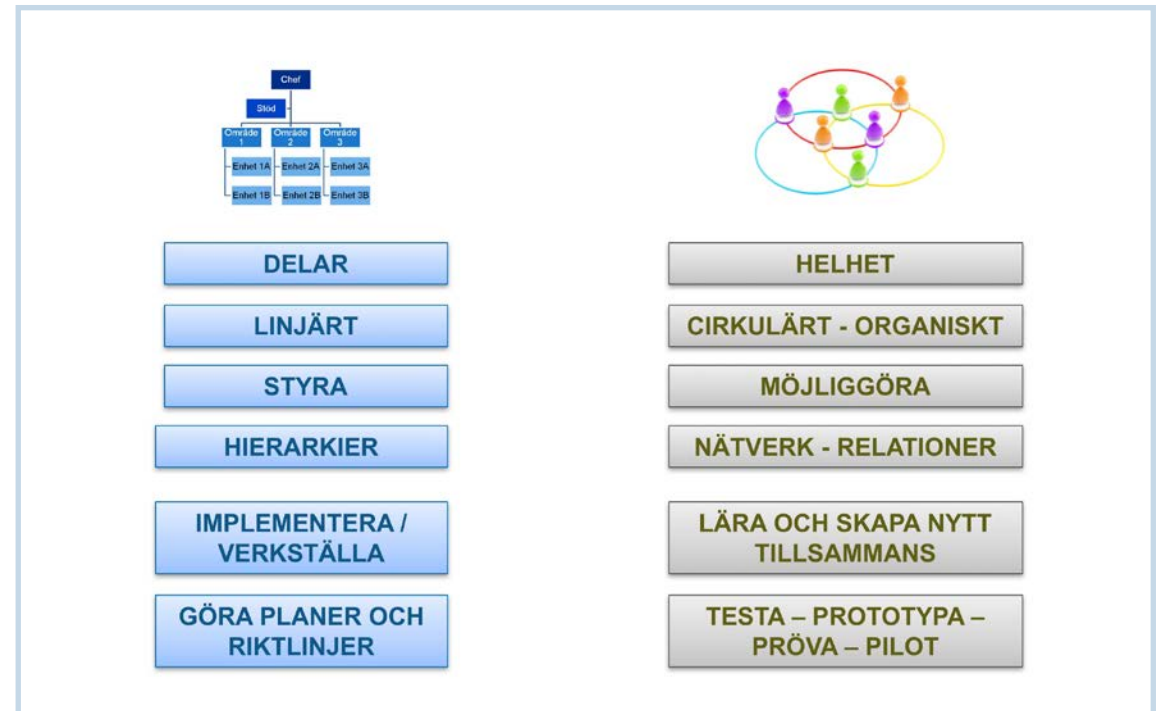 Chef
Stöd
Område
1
Område
2
Område
3
Enhet 1A
Enhet 2A
Enhet 3A
Enhet 1B
Enhet 2B
Enhet 3B
DELAR
HELHET
LINJÄRT
CIRKULÄRT - ORGANISKT
STYRA
MÖJLIGGÖRA
HIERARKIER
NÄTVERK - RELATIONER
IMPLEMENTERA /
VERKSTÄLLA
LÄRA OCH SKAPA NYTT
TILLSAMMANS
GÖRA PLANER OCH
RIKTLINJER
TESTA – PROTOTYPA –
PRÖVA – PILOT